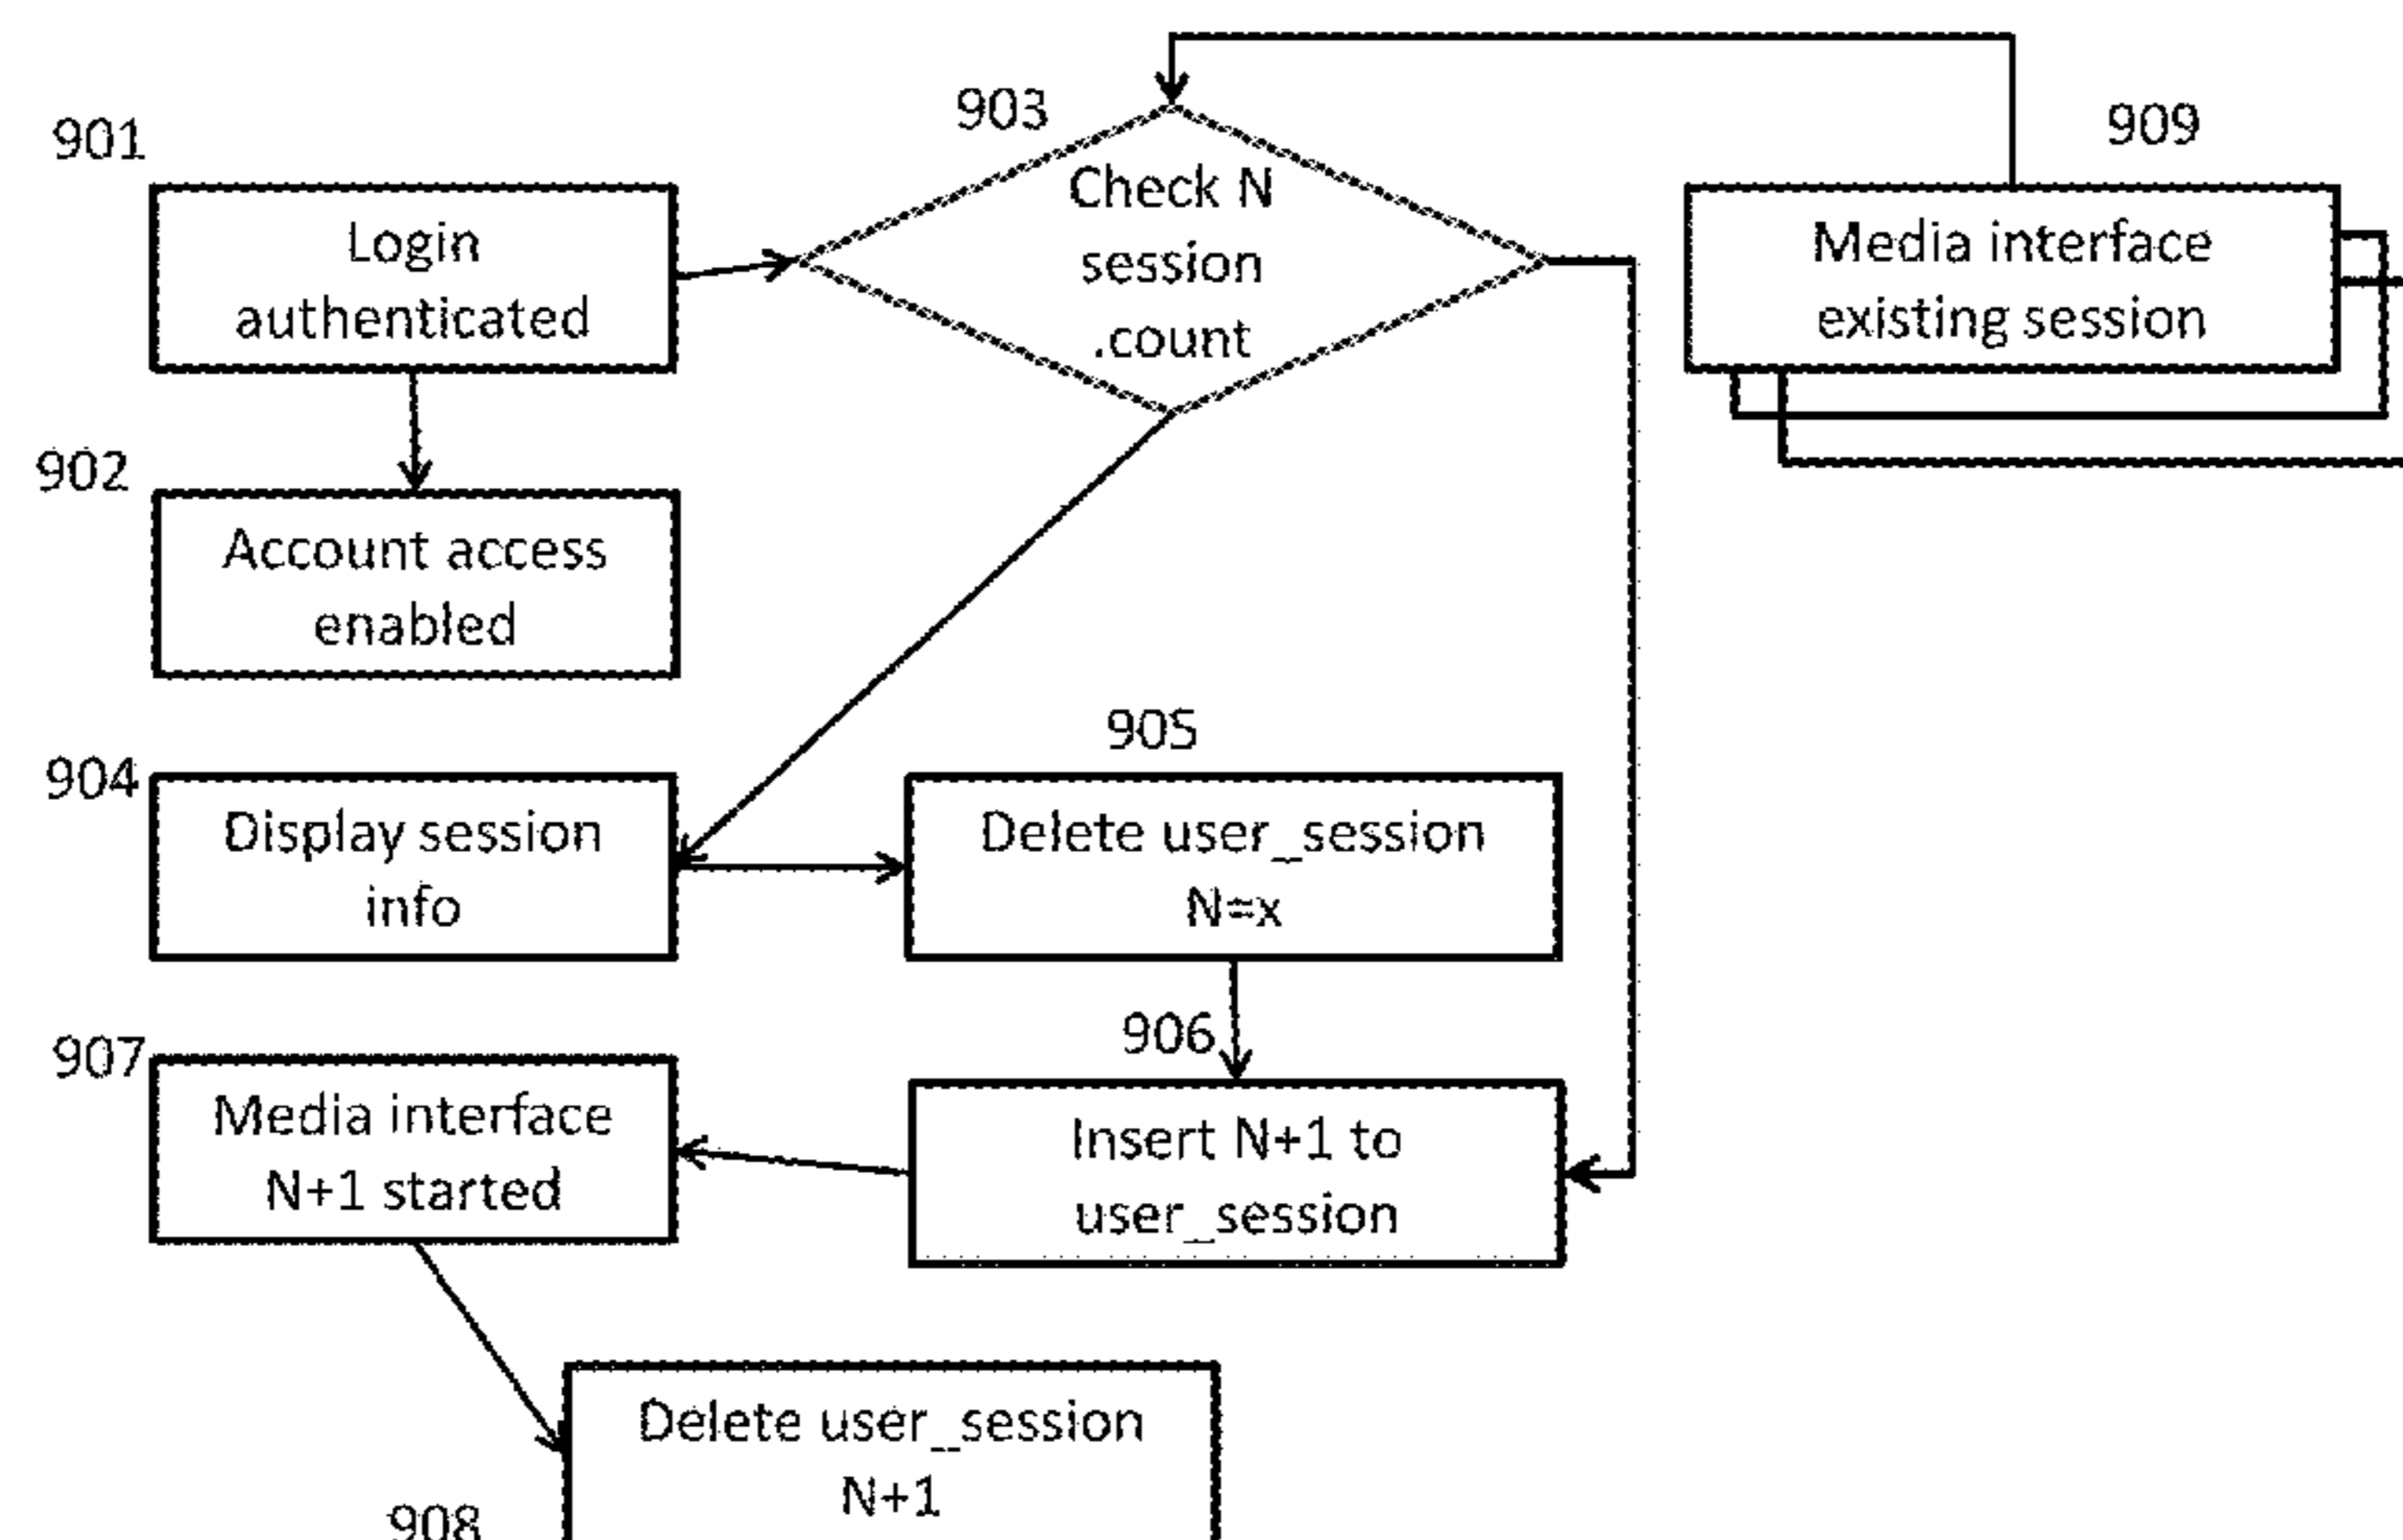 903
901
909
Check N
session
.count
Login
authenticated
Media interface
existing session
902
Account access
enabled
905
904
Display session
info
Delete user_session
N=x
906
907
Media interface
N+1 started
Insert N+1 to
user_session
Delete user_session
N+1
908